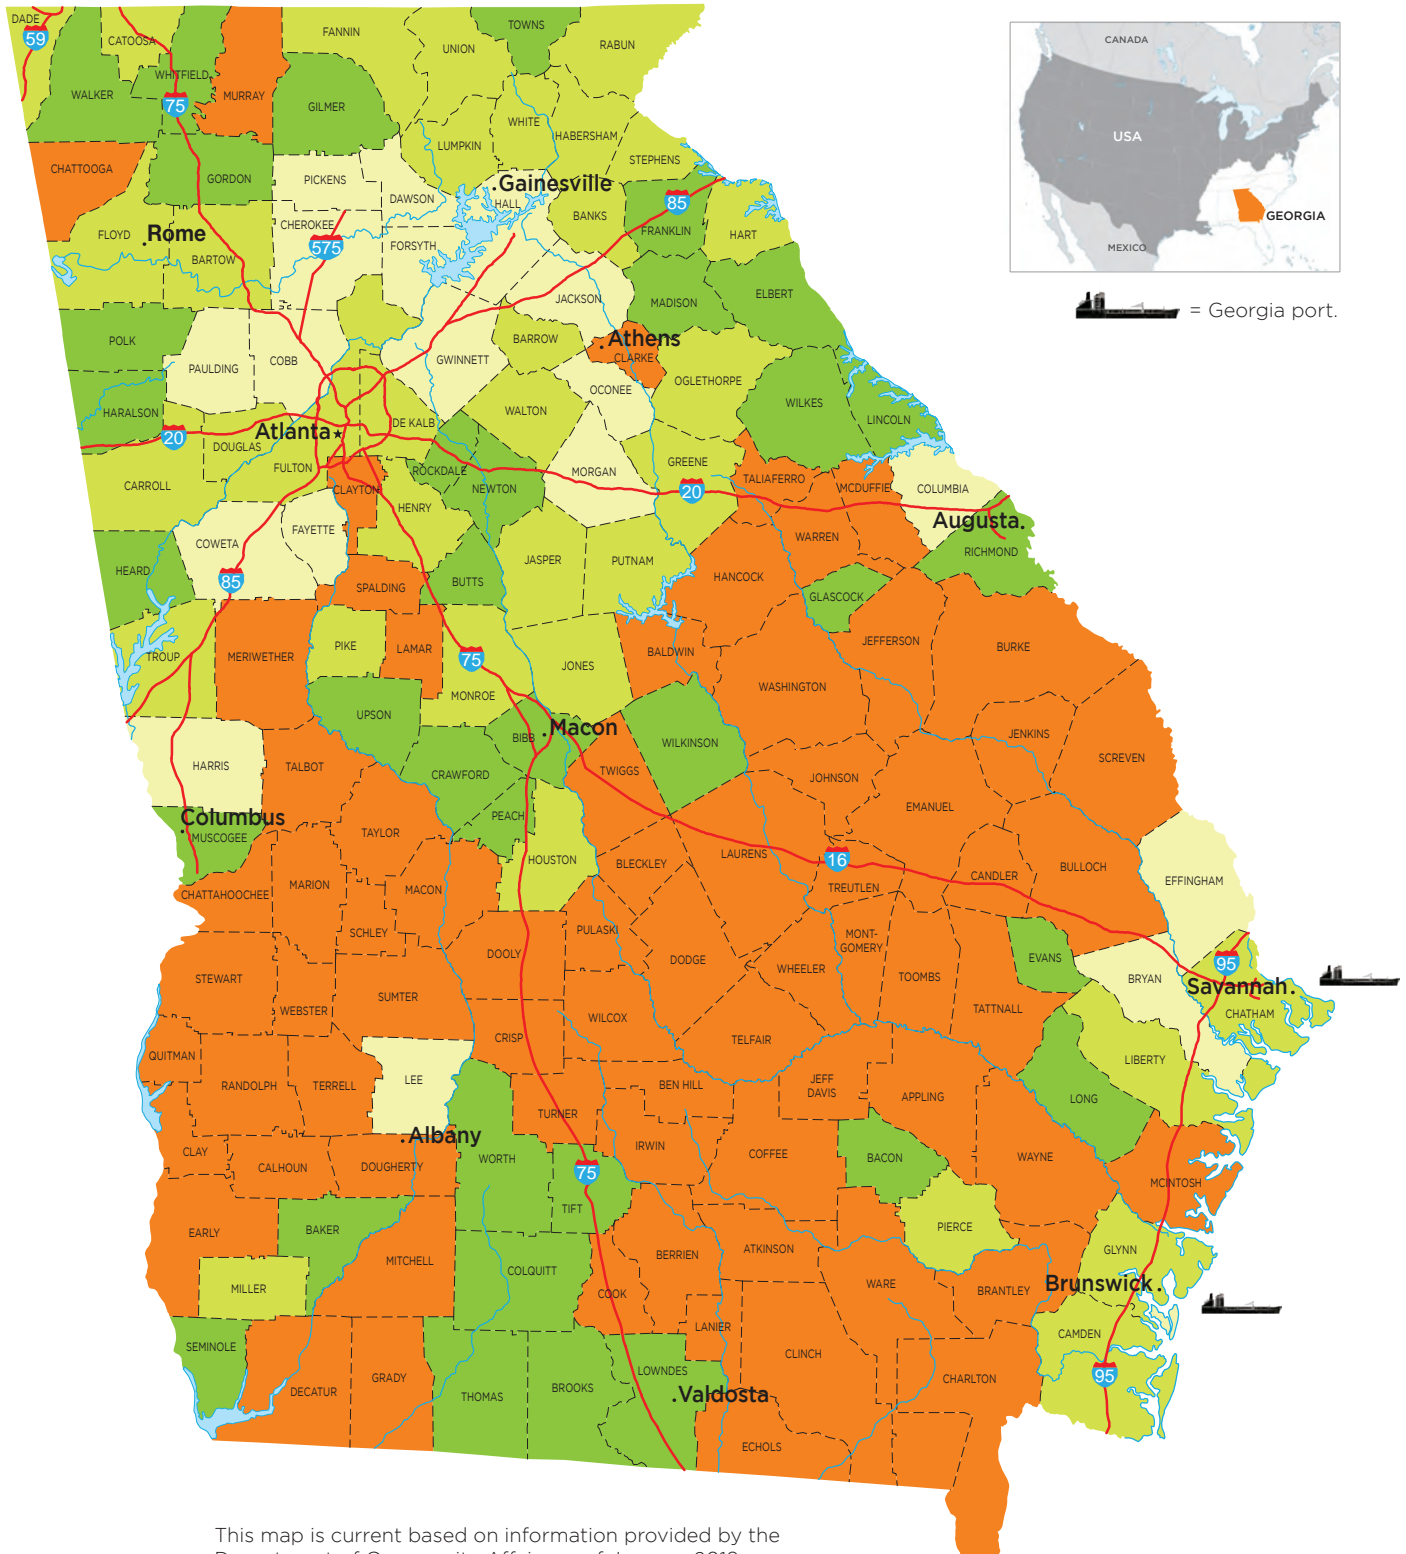 DADE
59
CATOOSA
FANNIN
TOWNS
UNION
RABUN
WHITFIELD
WALKER
75
MURRAY
GILMER
WHITE
HABERSHAM
LUMPKIN
STEPHENS
CHATTOOGA
GORDON
PICKENS
DAWSON
Gainesville
HALL
BANKS
85
FRANKLIN
HART
FLOYD
Rome
BARTOW
CHEROKEE
575
FORSYTH
JACKSON
MADISON
ELBERT
POLK
PAULDING
COBB
GWINNETT
BARROW
Athens
CLARKE
OCONEE
OGLETHORPE
WILKES
LINCOLN
HARALSON
20
DOUGLAS
Atlanta
DE KALB
WALTON
FULTON
CARROLL
CLAYTON
ROCKDALE
NEWTON
HENRY
MORGAN
GREENE
20
TALIAFERRO
MCDUFFIE
COLUMBIA
Augusta
RICHMOND
COWETA
FAYETTE
HEARD
85
SPALDING
BUTTS
JASPER
PUTNAM
HANCOCK
WARREN
GLASCOCK
TROUP
MERIWETHER
PIKE
LAMAR
75
MONROE
JONES
BALDWIN
WASHINGTON
JEFFERSON
BURKE
UPSON
BIBB
Macon
WILKINSON
JENKINS
SCREVEN
HARRIS
TALBOT
CRAWFORD
TWIGGS
JOHNSON
EMANUEL
Columbus
MUSCOGEE
TAYLOR
PEACH
HOUSTON
BLECKLEY
LAURENS
16
TREUTLEN
CANDLER
BULLOCH
EFFINGHAM
CHATTAHOOCHEE
MARION
MACON
SCHLEY
DOOLY
PULASKI
DODGE
WHEELER
MONT-
GOMERY
TOOMBS
EVANS
BRYAN
95
Savannah
CHATHAM
STEWART
WEBSTER
SUMTER
CRISP
WILCOX
TELFAIR
TATTNALL
LIBERTY
LONG
QUITMAN
RANDOLPH
TERRELL
LEE
TURNER
BEN HILL
JEFF
DAVIS
APPLING
Albany
CLAY
CALHOUN
DOUGHERTY
WORTH
75
IRWIN
COFFEE
BACON
WAYNE
MCINTOSH
TIFT
EARLY
BAKER
MITCHELL
BERRIEN
ATKINSON
PIERCE
GLYNN
MILLER
COLQUITT
COOK
WARE
BRANTLEY
Brunswick
LANIER
CAMDEN
SEMINOLE
DECATUR
GRADY
THOMAS
BROOKS
LOWNDES
Valdosta
CLINCH
CHARLTON
95
ECHOLS
CANADA
USA
GEORGIA
MEXICO
= Georgia port.
This map is current based on information provided by the